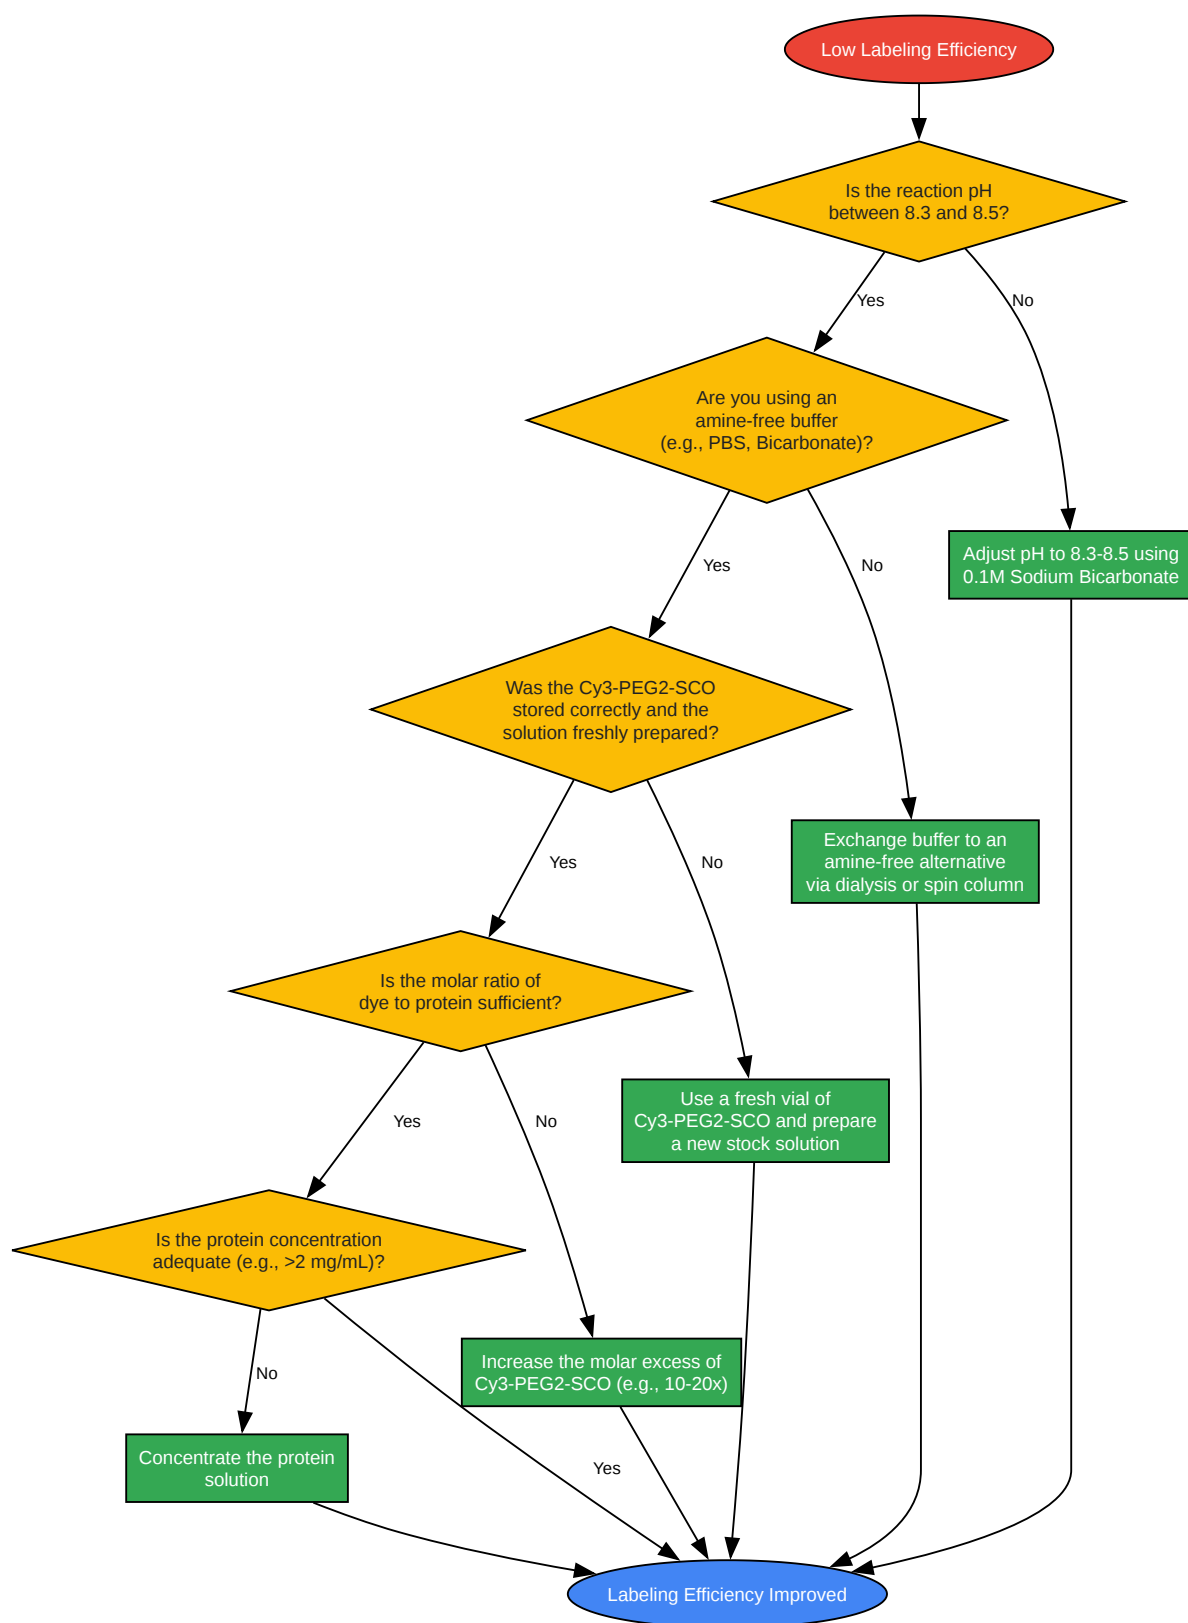 Low Labeling Efficiency
Is the reaction pH
between 8.3 and 8.5?
Yes
No
Are you using an
amine-free buffer
(e.g., PBS, Bicarbonate)?
Yes
No
Adjust pH to 8.3-8.5 using
0.1M Sodium Bicarbonate
Was the Cy3-PEG2-SCO
stored correctly and the
solution freshly prepared?
Yes
No
Exchange buffer to an
amine-free alternative
via dialysis or spin column
Is the molar ratio of
dye to protein sufficient?
Yes
No
Use a fresh vial of
Cy3-PEG2-SCO and prepare
a new stock solution
Is the protein concentration
adequate (e.g., >2 mg/mL)?
No
Yes
Increase the molar excess of
Cy3-PEG2-SCO (e.g., 10-20x)
Concentrate the protein
solution
Labeling Efficiency Improved